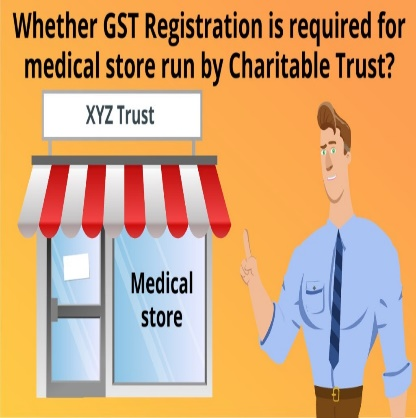 Whether GST Registration is required for
medical store run by Charitable Trust?
XYZ Trust
Medical
store